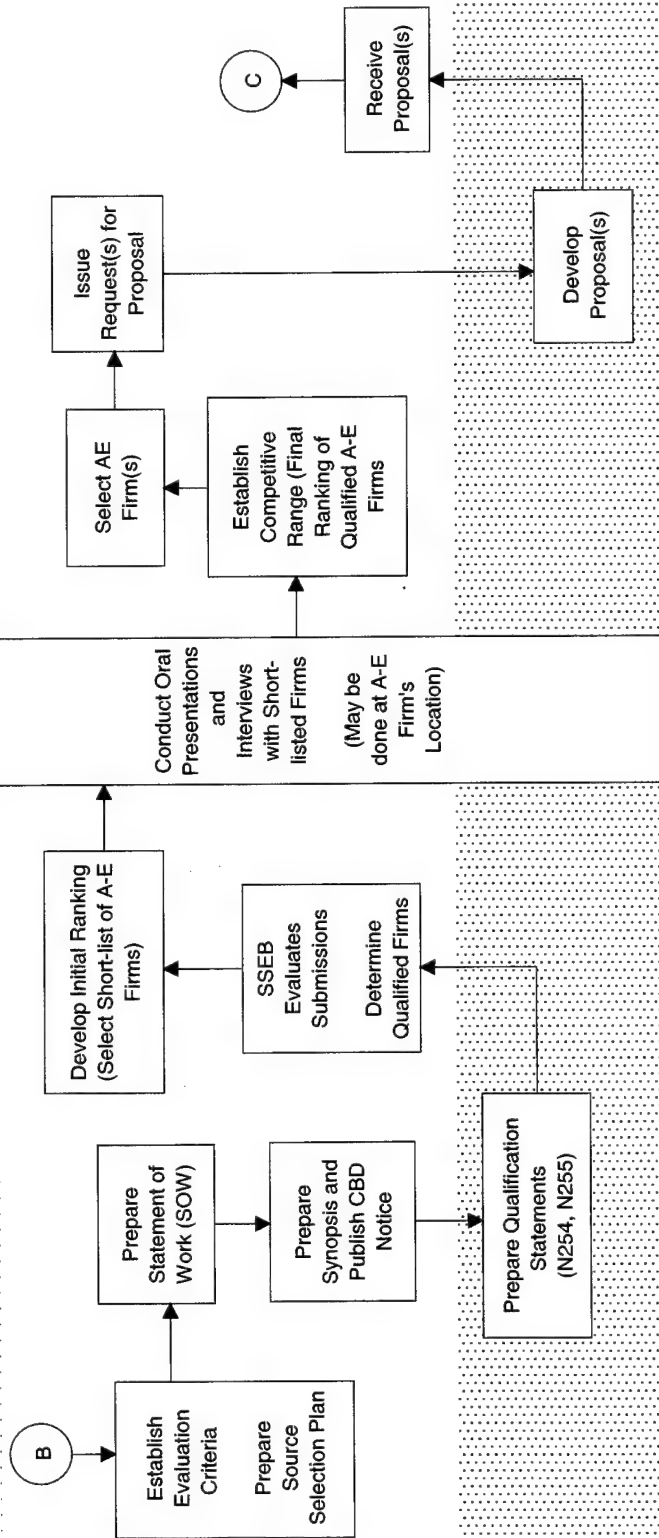 B
Establish
Evaluation
Criteria
Prepare
Source
Selection Plan
Prepare
Statement of
Work (SOW)
Prepare
Synopsis and
Publish CBD
Notice
Prepare Qualification
Statements
(N254, N255)
SSEB
Evaluates
Submissions
Determine
Qualified Firms
Develop Initial Ranking
(Select Short-list of A-E
Firms)
Conduct Oral
Presentations
and
Interviews
with Short-
listed Firms
(May be
done at A-E
Firm's
Location)
Establish
Competitive
Range (Final
Ranking of
Qualified A-E
Firms
Select AE
Firm(s)
Issue
Request(s) for
Proposal
Develop
Proposal(s)
Receive
Proposal(s)
C